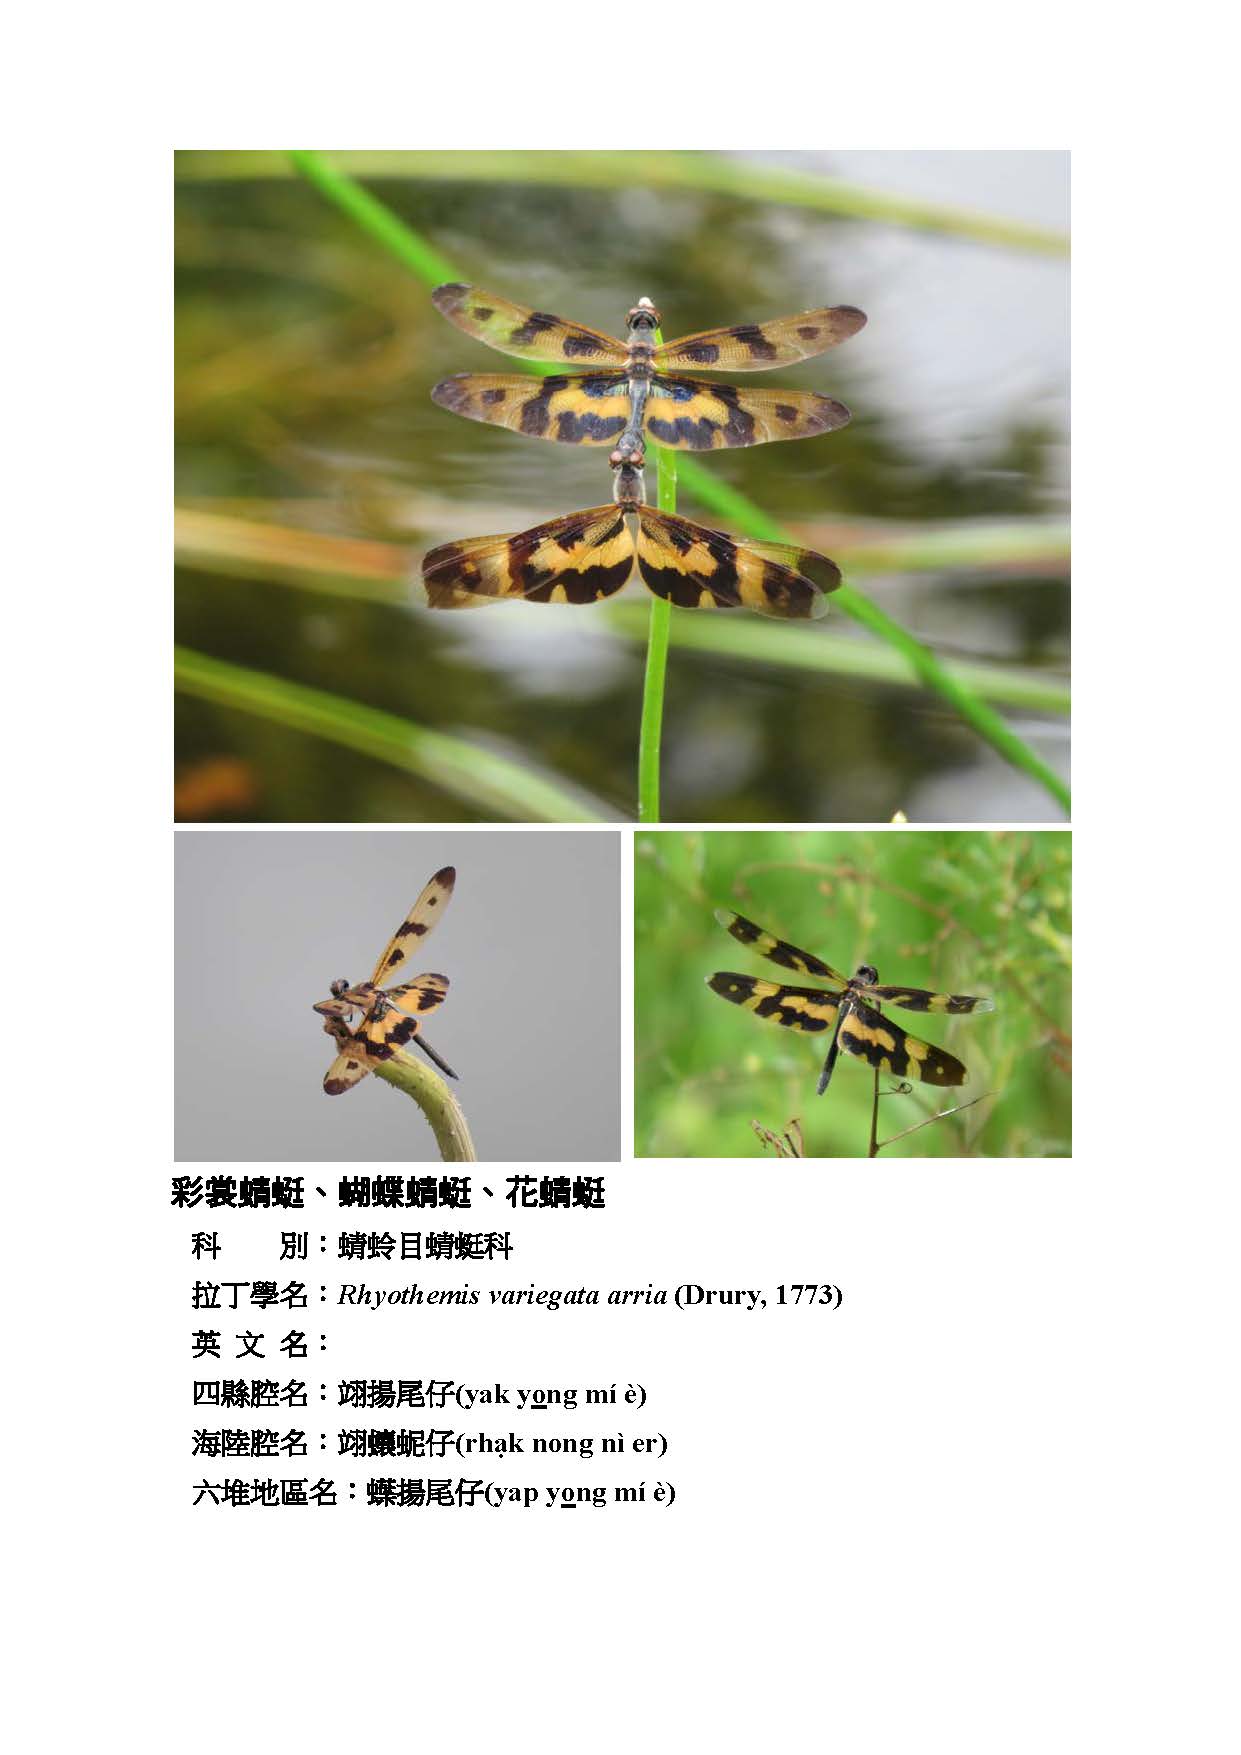 彩裳蜻蜓、蝴蝶蜻蜓、花蜻蜓
科　　別：蜻蛉目蜻蜓科
拉丁學名：Rhyothemis variegata arria (Drury, 1773)
英 文 名：
四縣腔名：翊揚尾仔(yak yong mí è)
海陸腔名：翊蠰蚭仔(rhạk nong nì er)
六堆地區名：蝶揚尾仔(yap yong mí è)